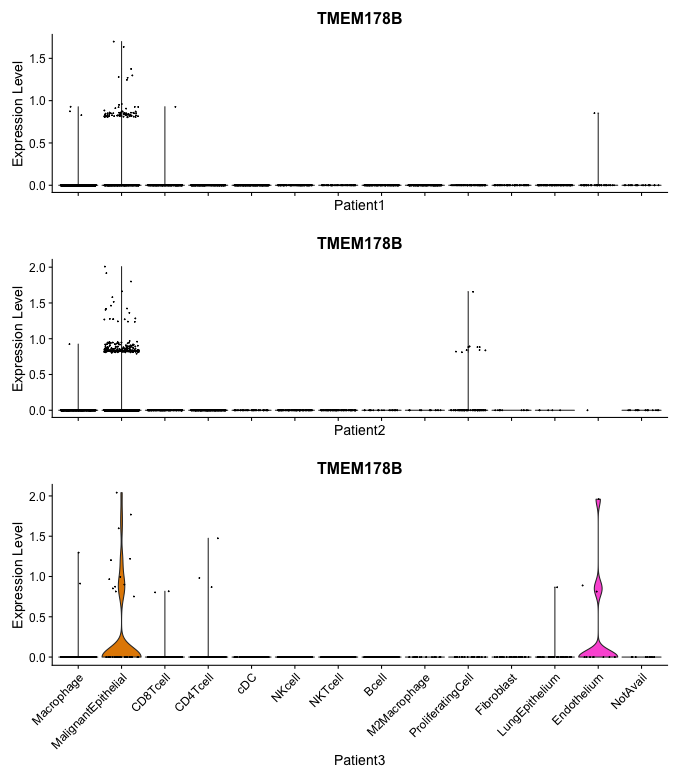 TMEM178B
Expression Level
1.5
1.0
0.5
0.0
Patient1
TMEM178B
Expression Level
2.0
1.5
1.0
0.5
0.0
Patient2
TMEM178B
Expression Level
2.0
1.5
1.0
0.5
0.0
Macrophage
MalignantEpithelial
CD8Tcell
CD4Tcell
cDC
NKcell
NKTcell
Bcell
M2Macrophage
ProliferatingCell
Fibroblast
LungEpithelium
Endothelium
NotAvail
Patient3